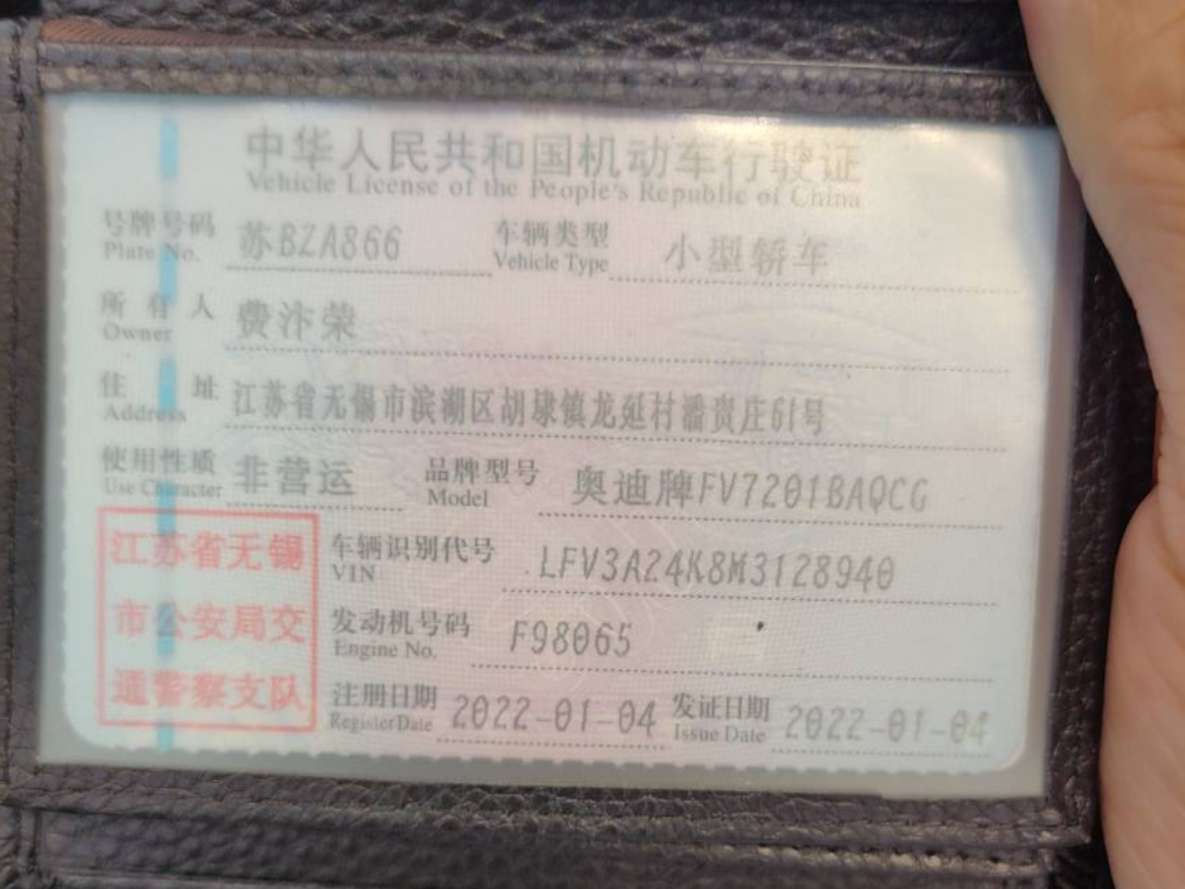 中华人民共和国机动车行驶证
Vehicle License of the People's Republic of China
号牌号码 苏BZA866 车辆类型 小型轿车
Plate No. Vehicle Type
所有人 费汴荣
Owner
住址 江苏省无锡市滨湖区胡埭镇龙延村潘贵庄61号
Address
使用性质 非营运 品牌型号 奥迪牌FV7201BAQCG
Use Character Model
江苏省无锡
市公安局交
通警察支队
车辆识别代号 LFV3A24K8M3128940
VIN
发动机号码 F98065
Engine No.
注册日期 2022-01-04 发证日期 2022-01-04
Register Date Issue Date